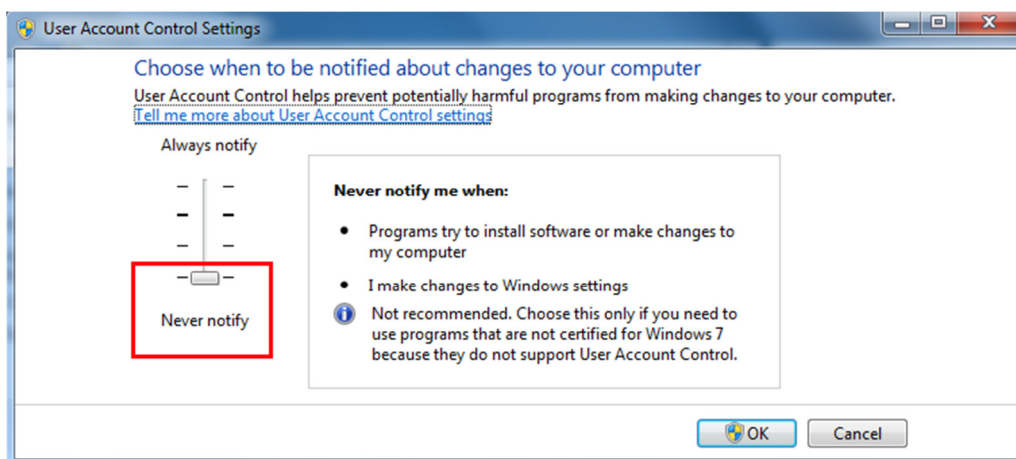 User Account Control Settings
Choose when to be notified about changes to your computer
User Account Control helps prevent potentially harmful programs from making changes to your computer.
Tell me more about User Account Control settings
Always notify
Never notify me when:
Programs try to install software or make changes to
my computer
I make changes to Windows settings
Not recommended. Choose this only if you need to
use programs that are not certified for Windows 7
because they do not support User Account Control.
Never notify
OK
Cancel